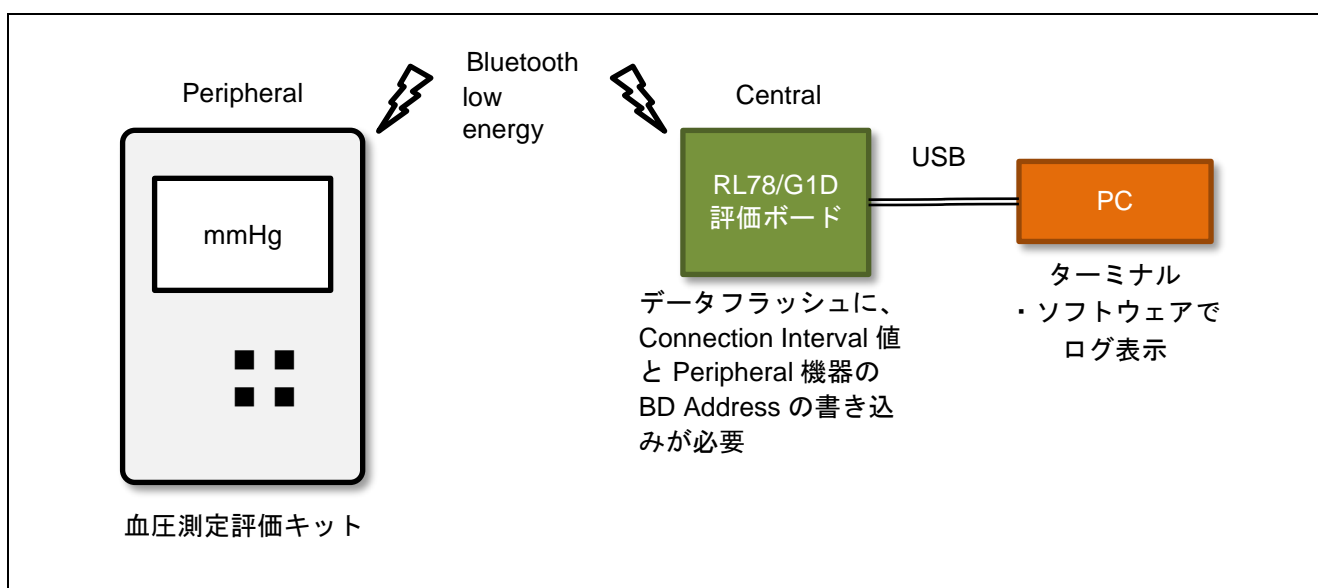 Peripheral
Bluetooth
low
energy
Central
USB
mmHg
RL78/G1D
評価ボード
PC
データフラッシュに、
Connection Interval 値
と Peripheral 機器の
BD Address の書き込
みが必要
ターミナル
・ソフトウェアで
ログ表示
血圧測定評価キット